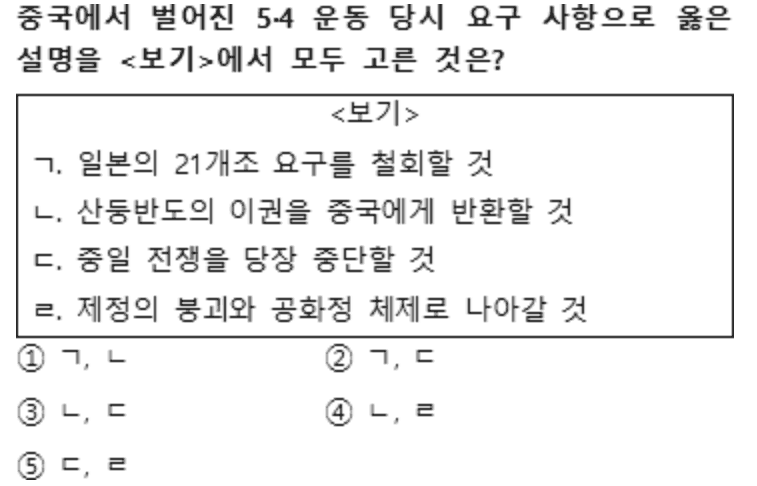 중국에서 벌어진 5·4 운동 당시 요구 사항으로 옳은
설명을 <보기>에서 모두 고른 것은?
<보기>
ㄱ. 일본의 21개조 요구를 철회할 것
ㄴ. 산둥반도의 이권을 중국에게 반환할 것
ㄷ. 중일 전쟁을 당장 중단할 것
ㄹ. 제정의 붕괴와 공화정 체제로 나아갈 것
① ㄱ, ㄴ ② ㄱ, ㄷ
③ ㄴ, ㄷ ④ ㄴ, ㄹ
⑤ ㄷ, ㄹ